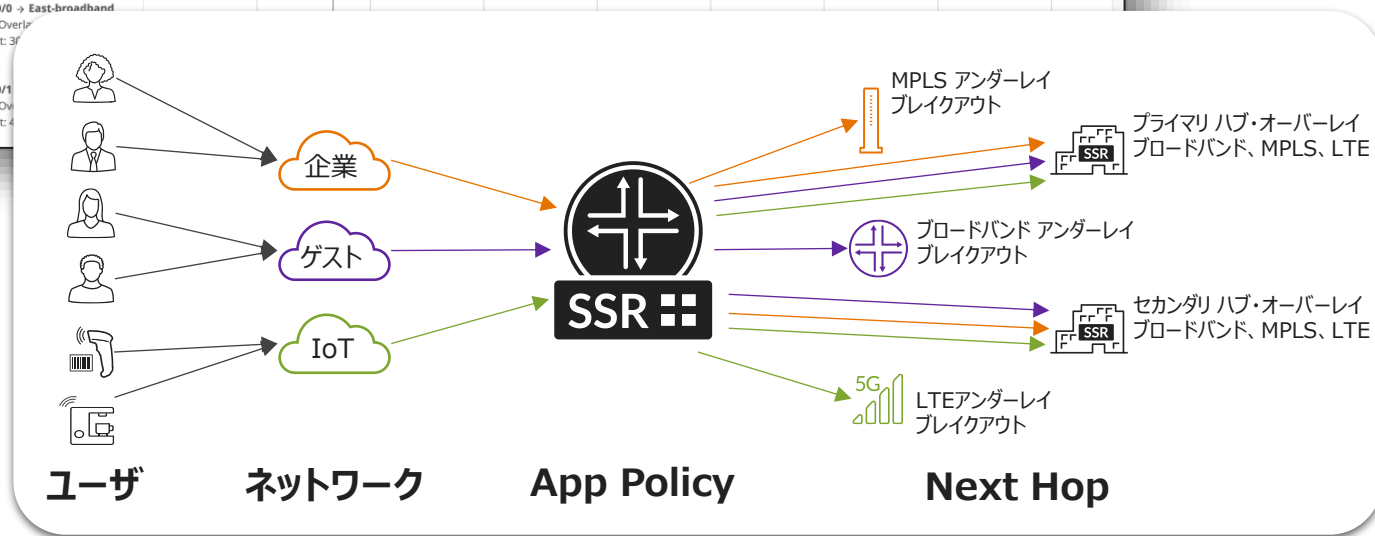 0/0 → East-broadband
企業
ゲスト
IoT
SSR
MPLS アンダーレイ
ブレイクアウト
SSR
プライマリ ハブ・オーバーレイ
ブロードバンド、MPLS、LTE
ブロードバンド アンダーレイ
ブレイクアウト
SSR
セカンダリ ハブ・オーバーレイ
ブロードバンド、MPLS、LTE
5G
LTEアンダーレイ
ブレイクアウト
ユーザ
ネットワーク
App Policy
Next Hop